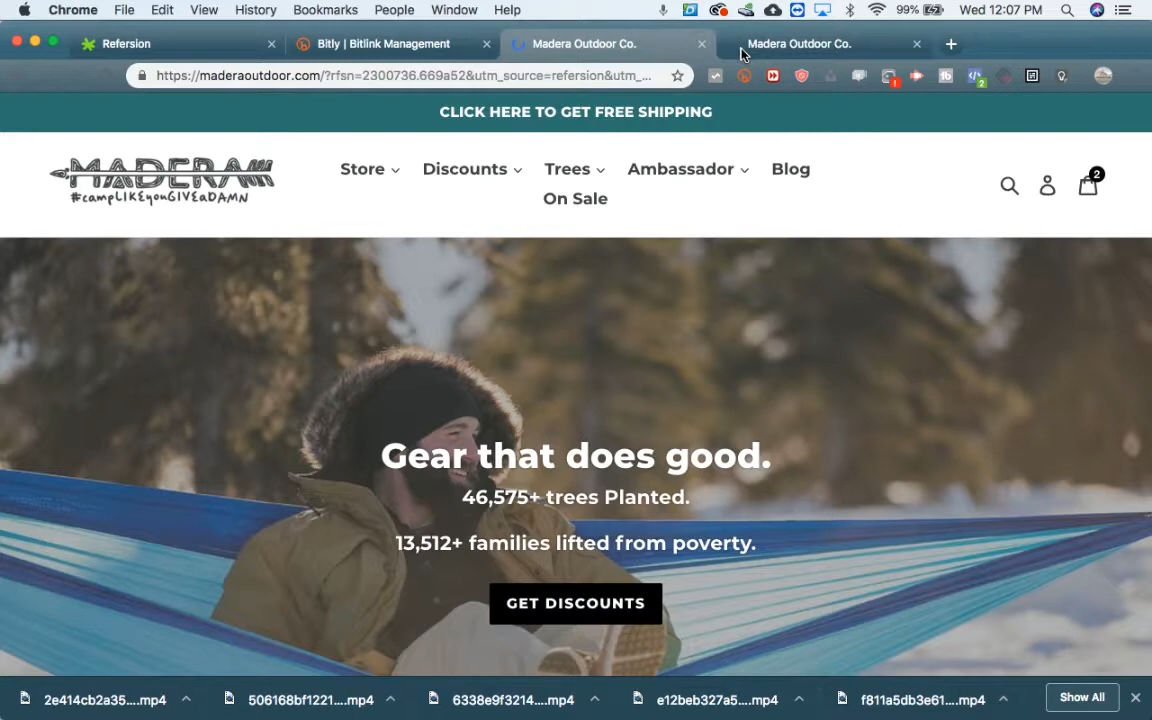 Chrome File Edit View History Bookmarks People Window Help 99% Wed 12:07 PM
Refersion Bitly | Bitlink Management Madera Outdoor Co. Madera Outdoor Co.
https://maderaoutdoor.com/?rfsn=2300736.669a52&utm_source=refersion&utm_...
1 2
CLICK HERE TO GET FREE SHIPPING
MADERA
#campLIKEyouGIVEaDAMN
Store Discounts Trees Ambassador Blog
On Sale
2
Gear that does good.
46,575+ trees Planted.
13,512+ families lifted from poverty.
GET DISCOUNTS
2e414cb2a35....mp4 506168bf1221....mp4 6338e9f3214....mp4 e12beb327a5....mp4 f811a5db3e61....mp4 Show All